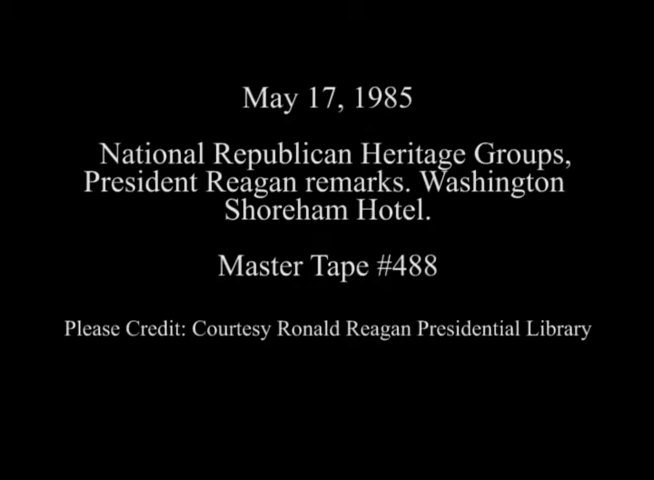 May 17, 1985
National Republican Heritage Groups,
President Reagan remarks. Washington
Shoreham Hotel.
Master Tape #488
Please Credit: Courtesy Ronald Reagan Presidential Library